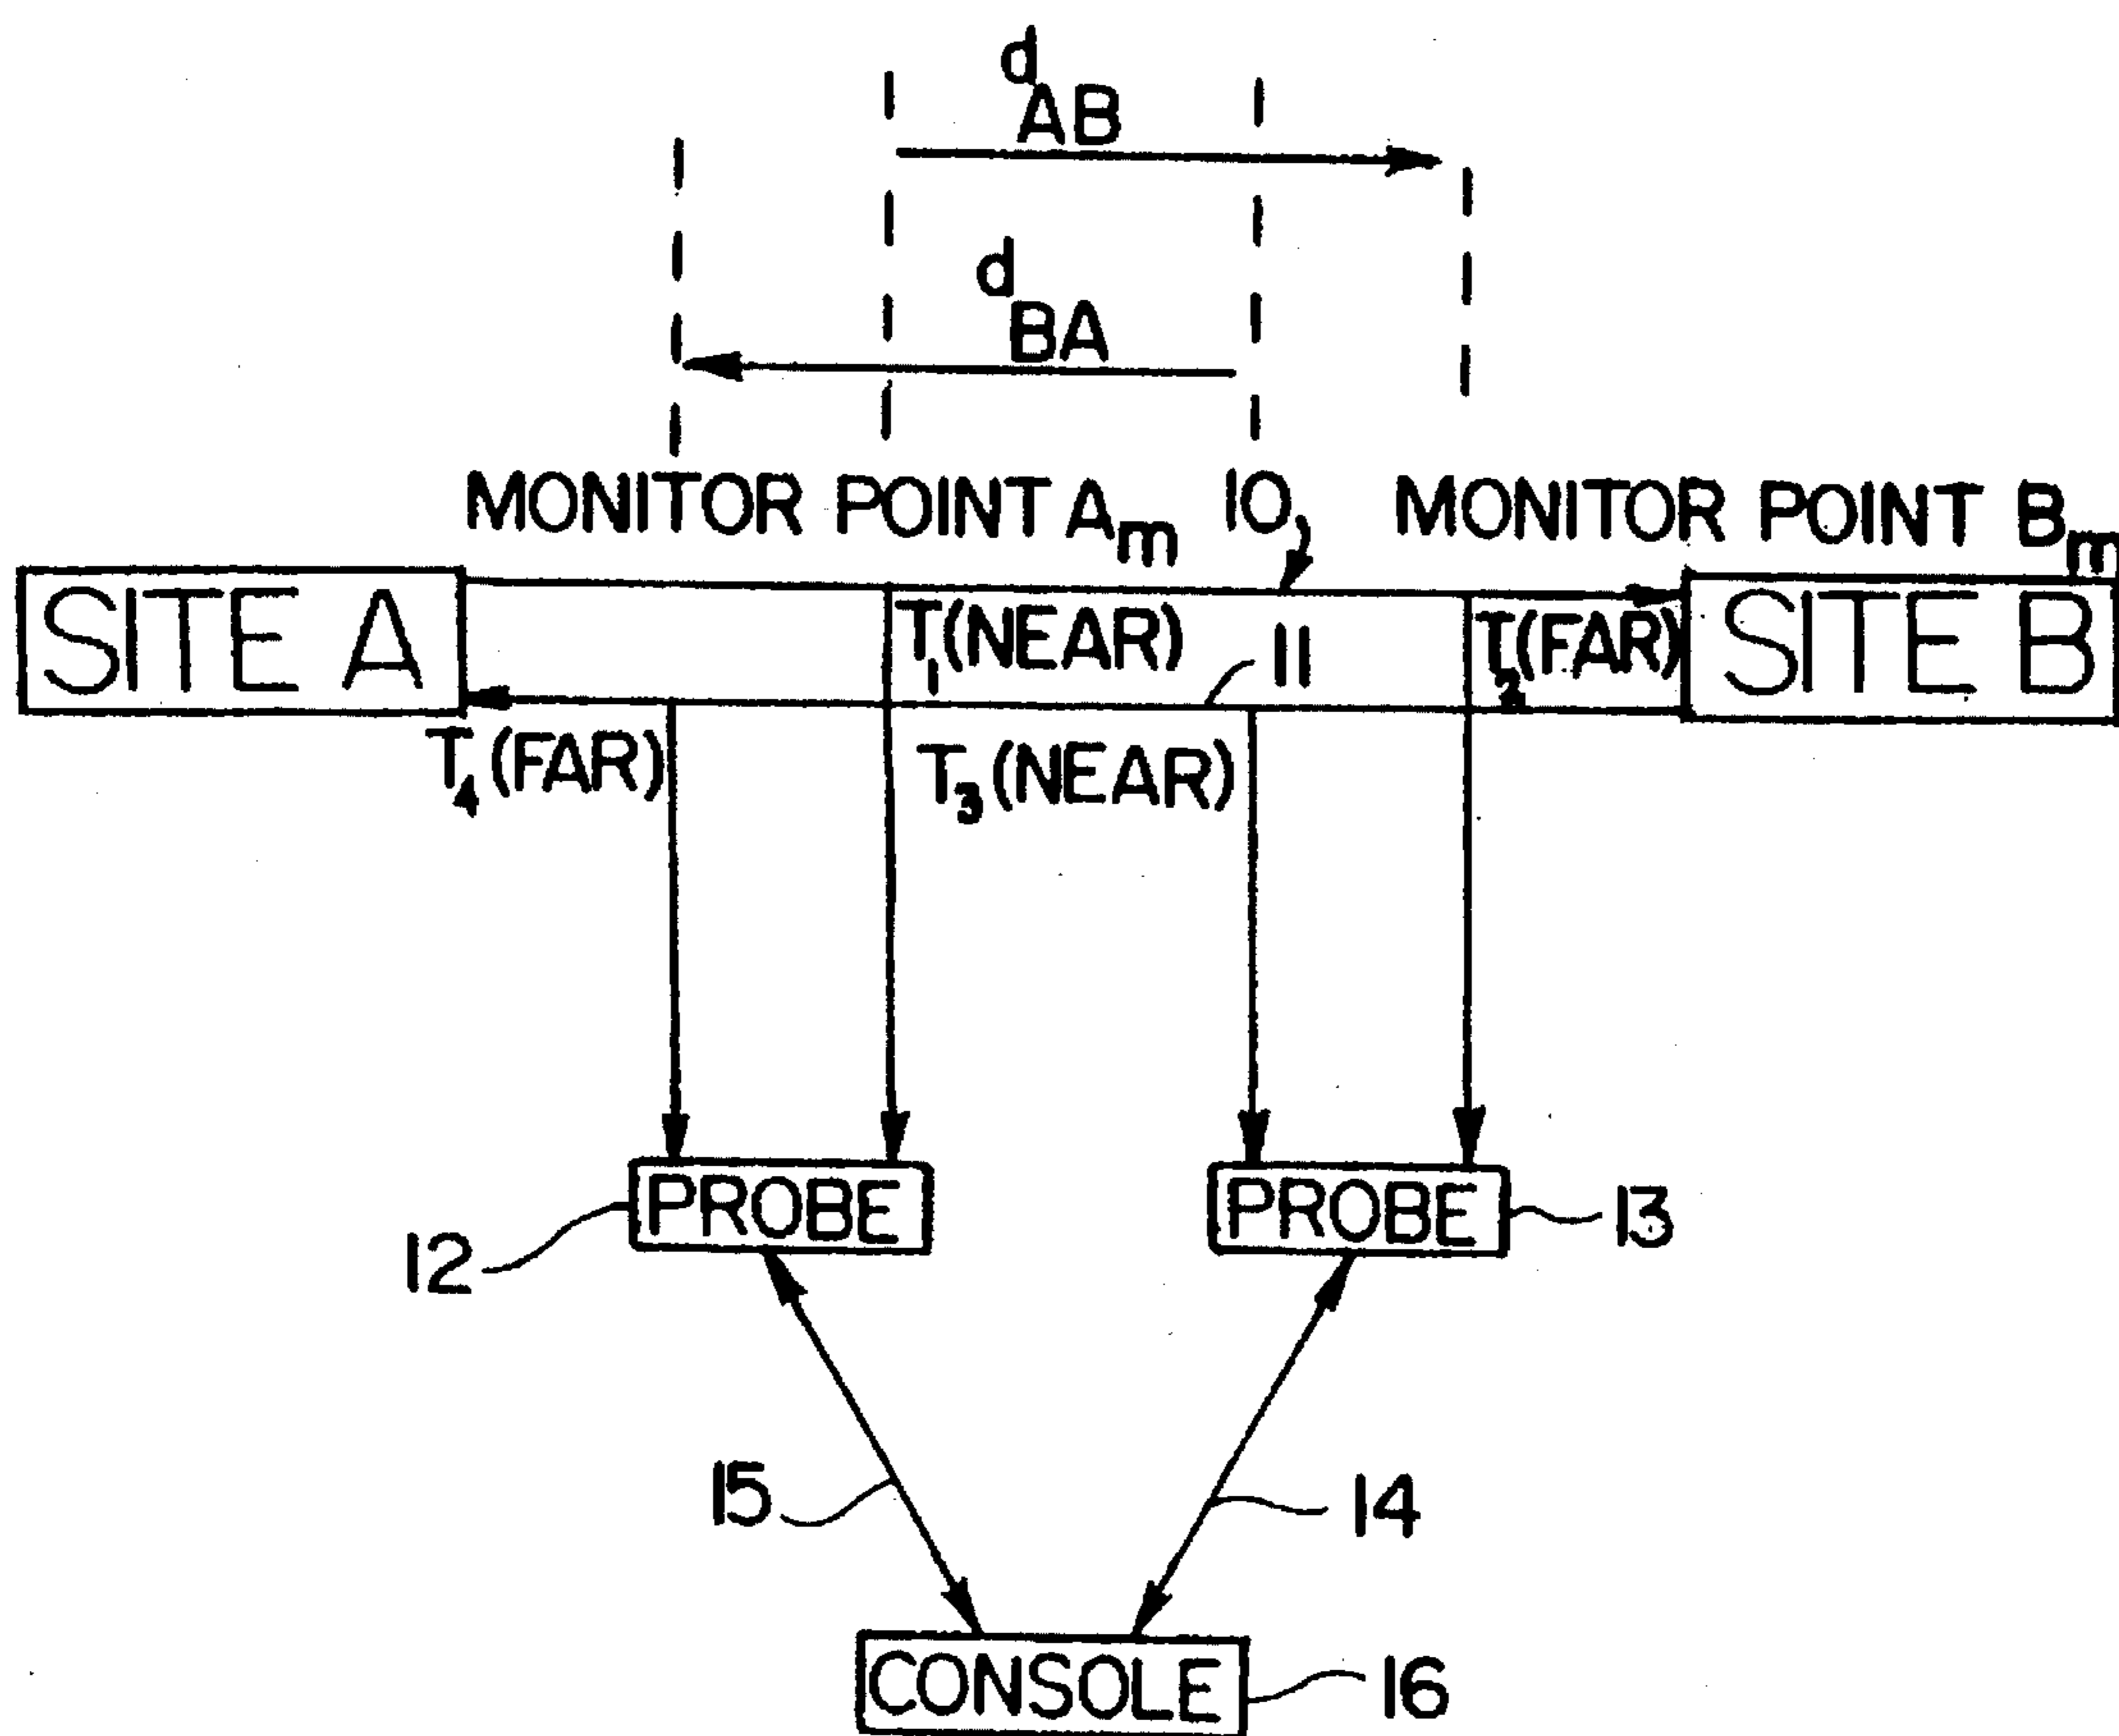 d
AB
d
BA
MONITOR POINT Am 10 MONITOR POINT Bm
SITE A
T1(NEAR)
11
T2(FAR)
SITE B
T4(FAR)
T3(NEAR)
PROBE
PROBE
12
13
15
14
CONSOLE
16